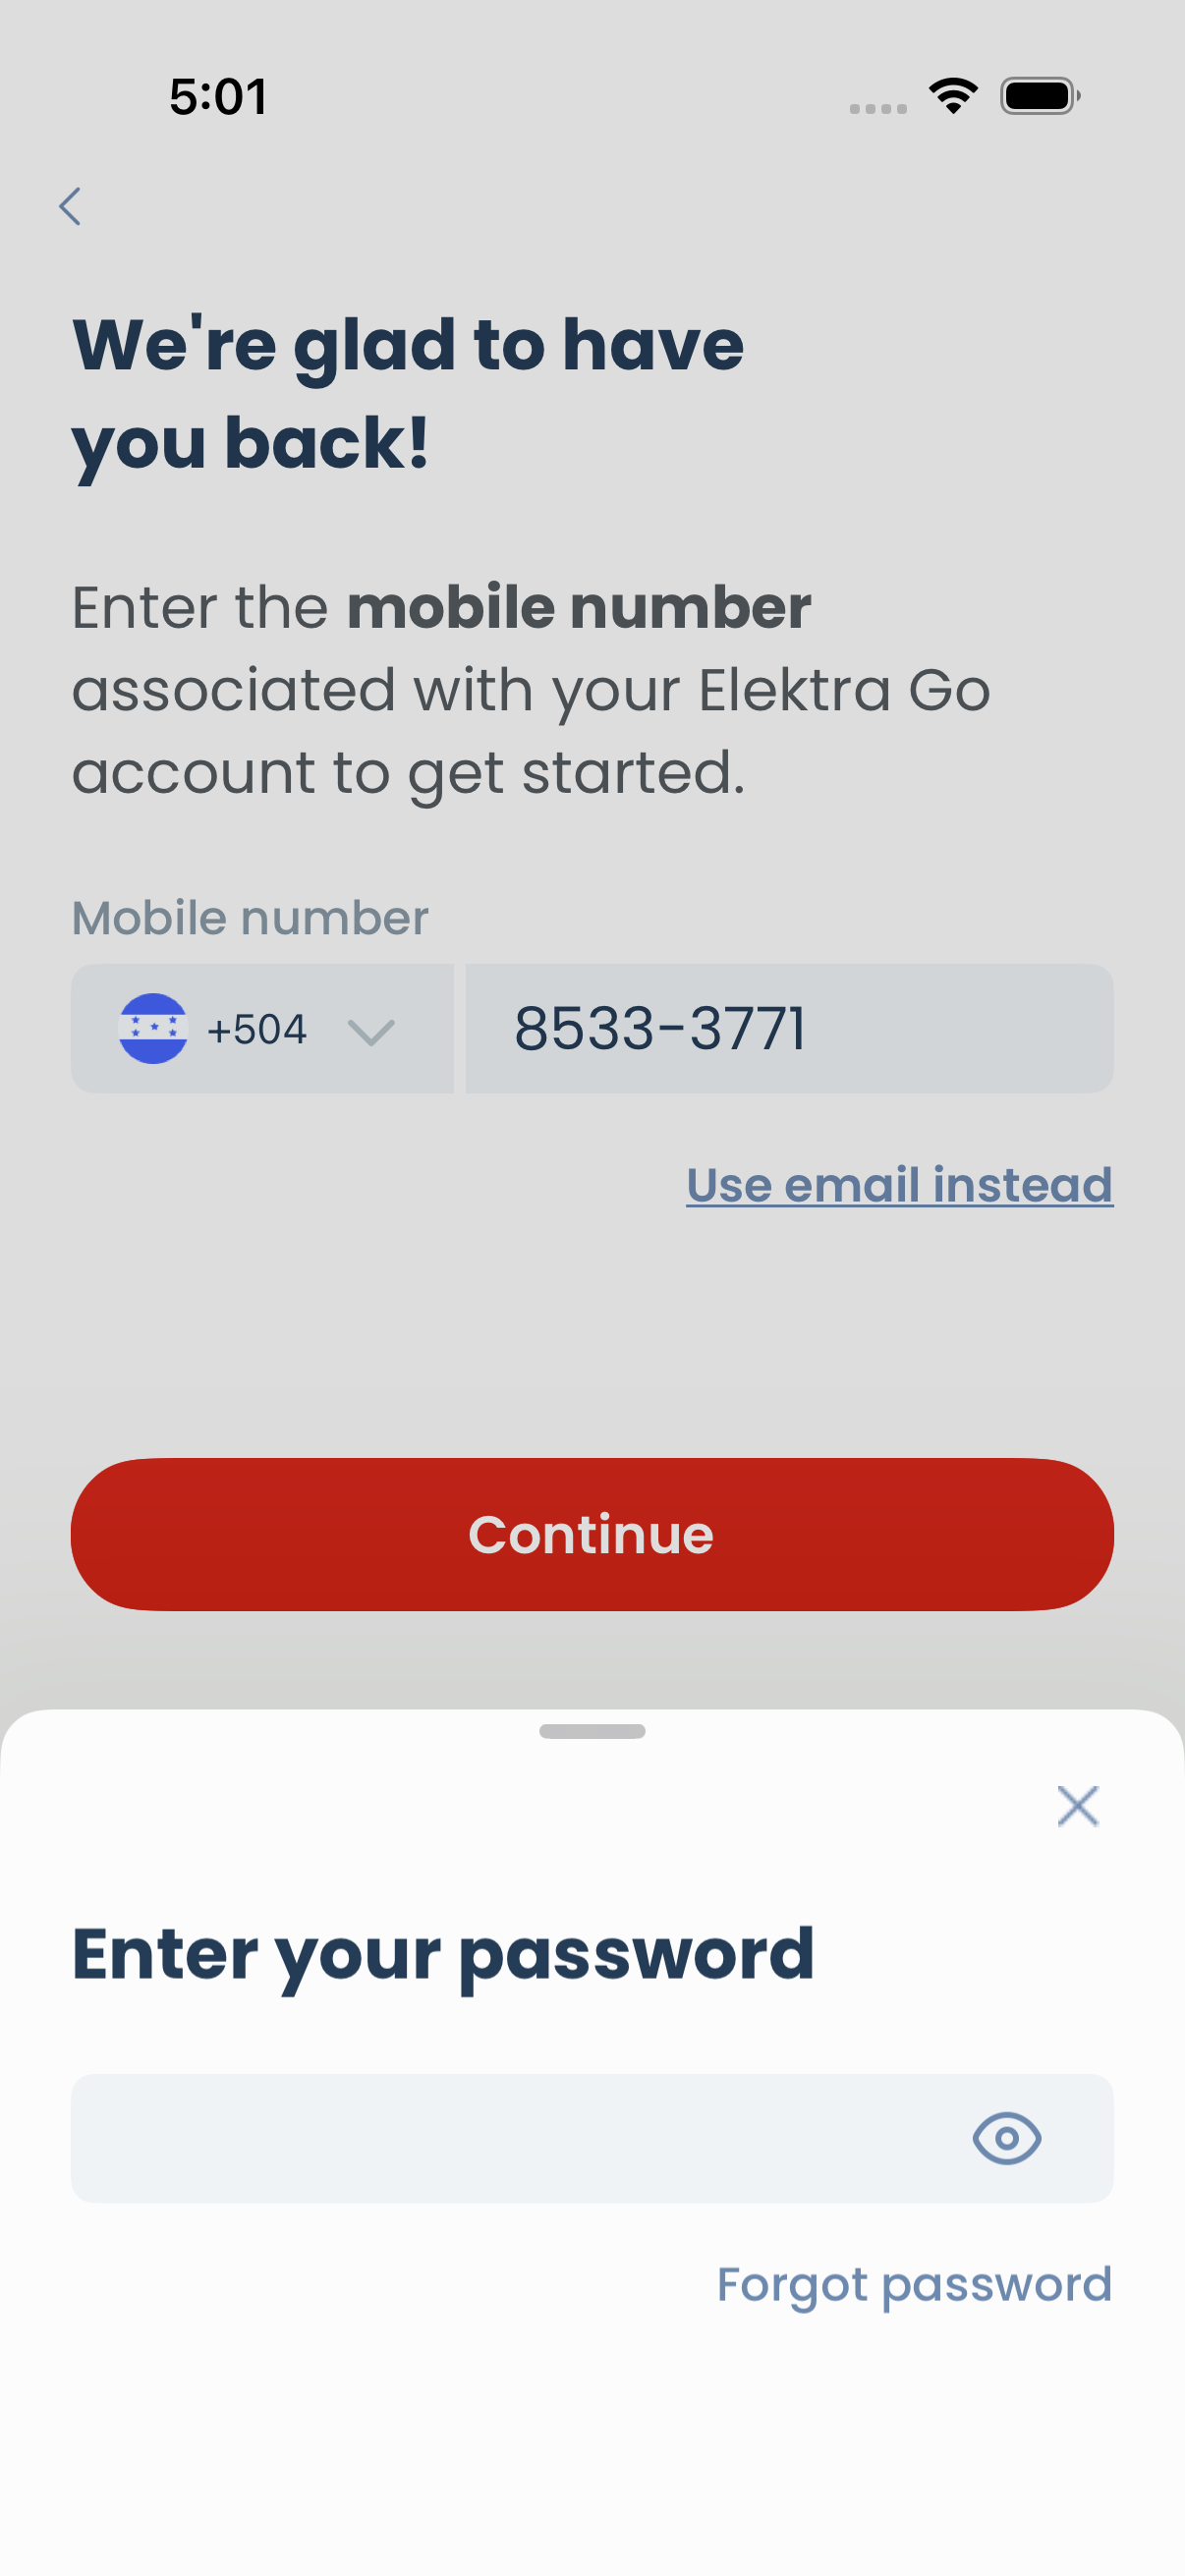 5:01
We're glad to have
you back!
Enter the mobile number
associated with your Elektra Go
account to get started.
Mobile number
+504
8533-3771
Use email instead
Continue
Enter your password
Forgot password